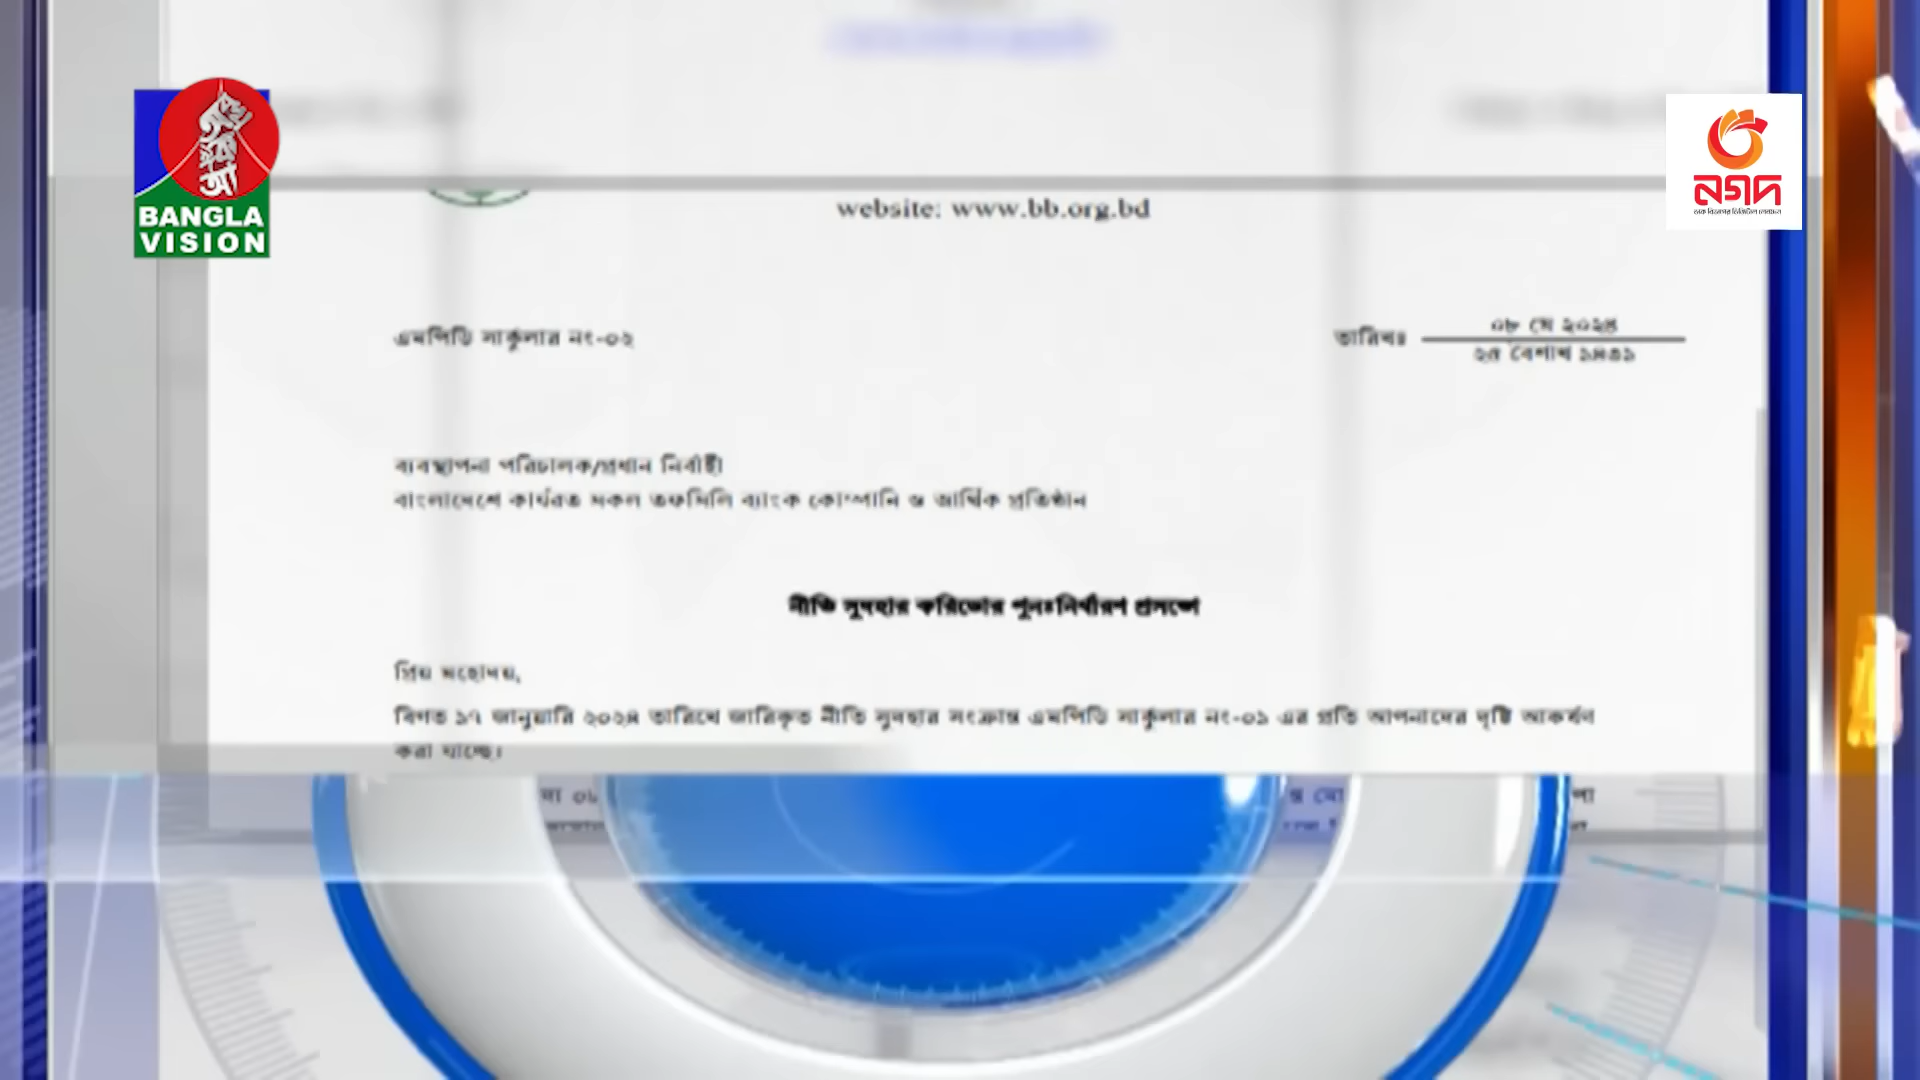 BANGLA
VISION
নগদ
website: www.bb.org.bd
এমপিডি সার্কুলার নং-০২
তারিখঃ
০৮ মে ২০২৪
২৫ বৈশাখ ১৪৩১
ব্যবস্থাপনা পরিচালক/প্রধান নির্বাহী
বাংলাদেশে কার্যরত সকল তফসিলি ব্যাংক কোম্পানি ও আর্থিক প্রতিষ্ঠান
নীতি সুদহার করিডোর পুনঃনির্ধারণ প্রসঙ্গে
প্রিয় মহোদয়,
বিগত ১৭ জানুয়ারি ২০২৪ তারিখে জারিকৃত নীতি সুদহার সংক্রান্ত এমপিডি সার্কুলার নং-০১ এর প্রতি আপনাদের দৃষ্টি আকর্ষণ
করা যাচ্ছে।